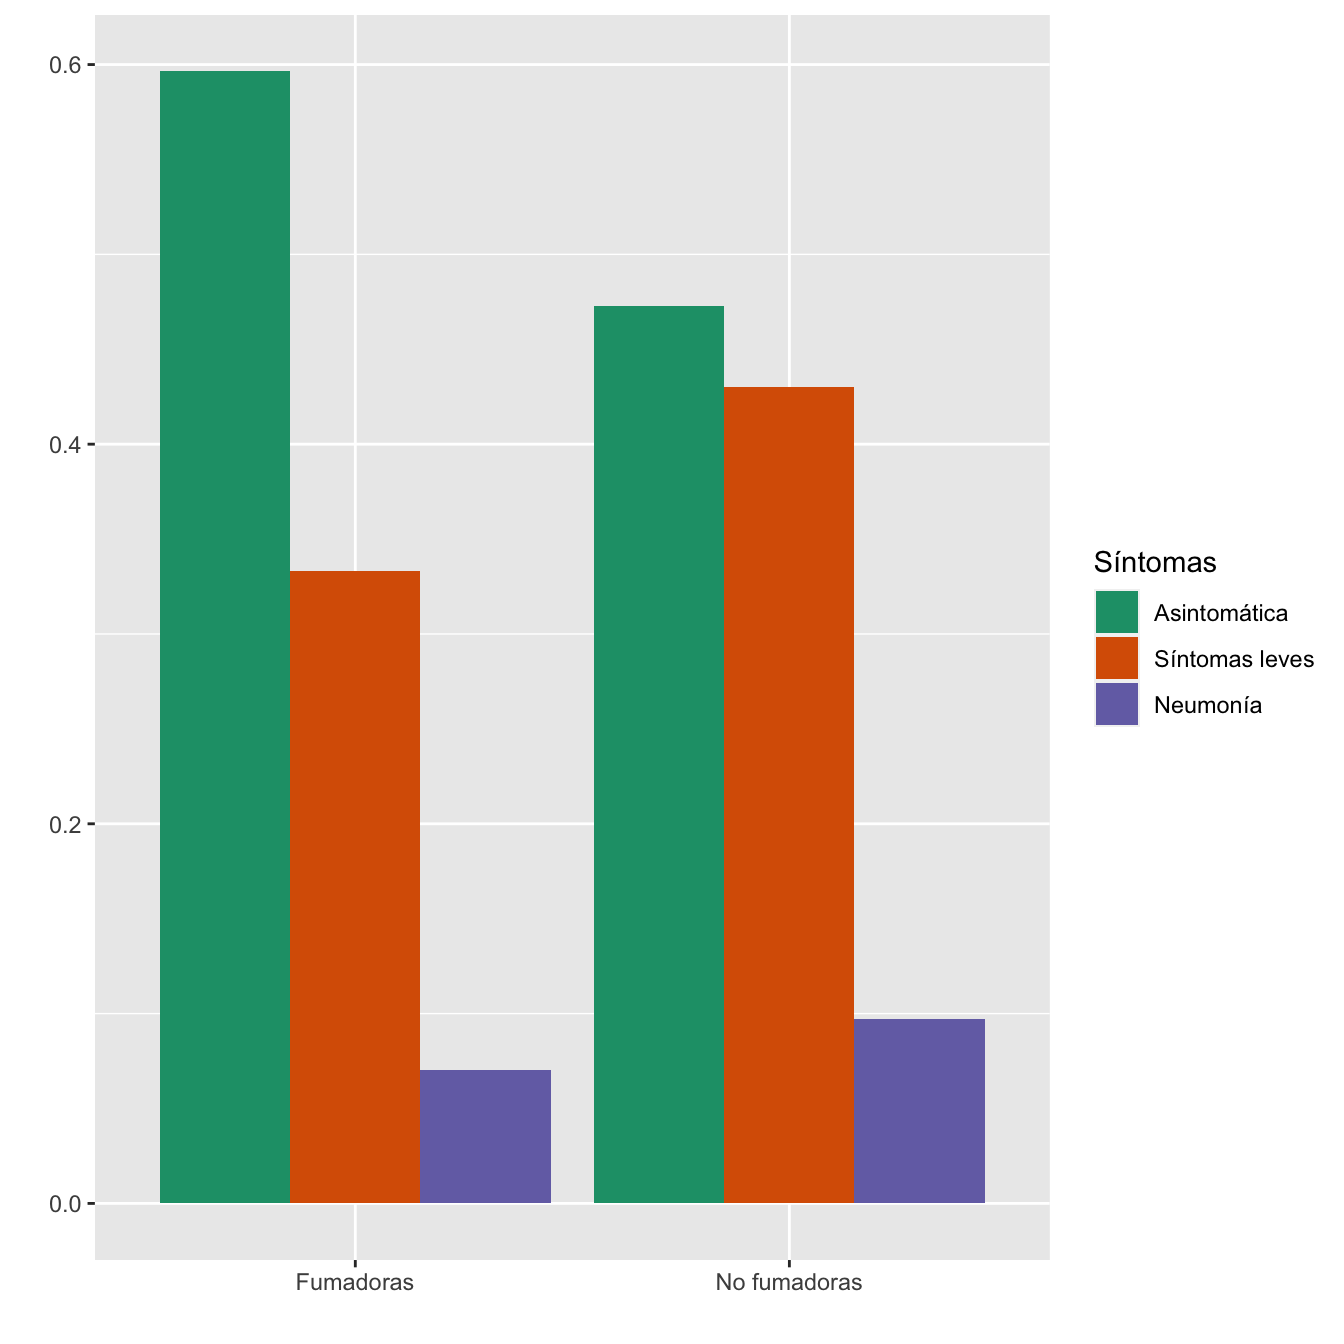 0.6
0.4
0.2
0.0
Fumadoras
No fumadoras
Síntomas
Asintomática
Síntomas leves
Neumonía